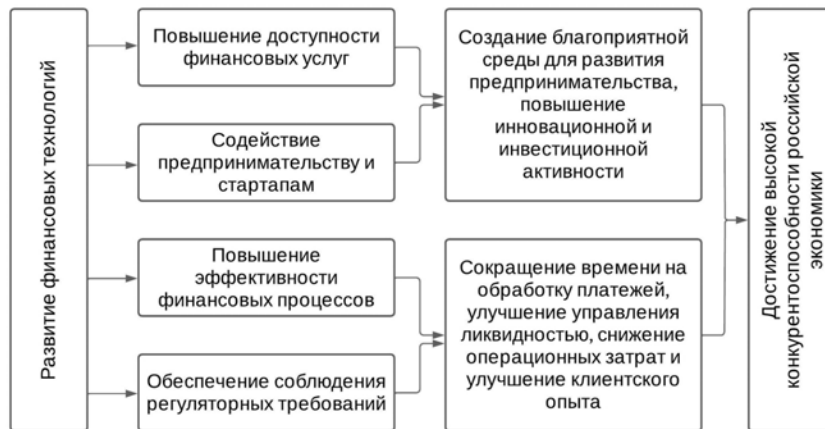 Развитие финансовых технологий
Повышение доступности
финансовых услуг
Содействие
предпринимательству и
стартапам
Повышение
эффективности
финансовых процессов
Обеспечение соблюдения
регуляторных требований
Создание благоприятной
среды для развития
предпринимательства,
повышение
инновационной и
инвестиционной
активности
Сокращение времени на
обработку платежей,
улучшение управления
ликвидностью, снижение
операционных затрат и
улучшение клиентского
опыта
Достижение высокой
конкурентоспособности российской
экономики